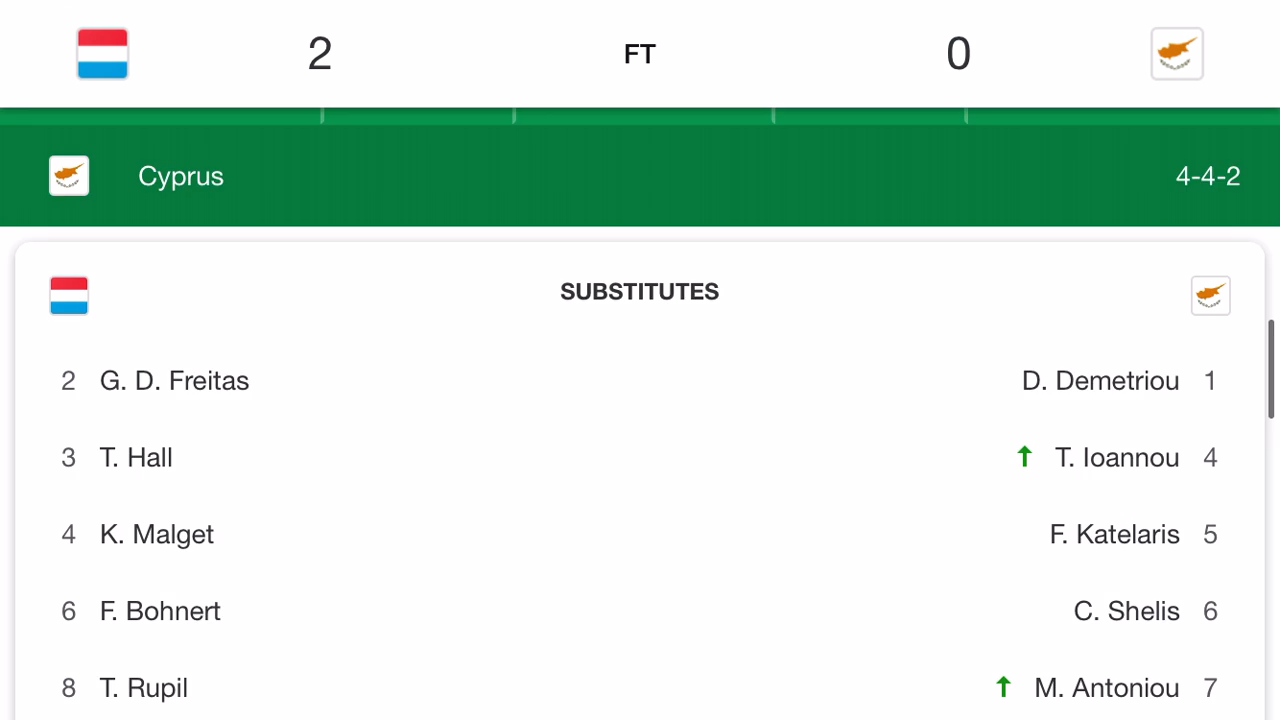 2 FT 0
Cyprus 4-4-2
SUBSTITUTES
2 G. D. Freitas D. Demetriou 1
3 T. Hall T. Ioannou 4
4 K. Malget F. Katelaris 5
6 F. Bohnert C. Shelis 6
8 T. Rupil M. Antoniou 7